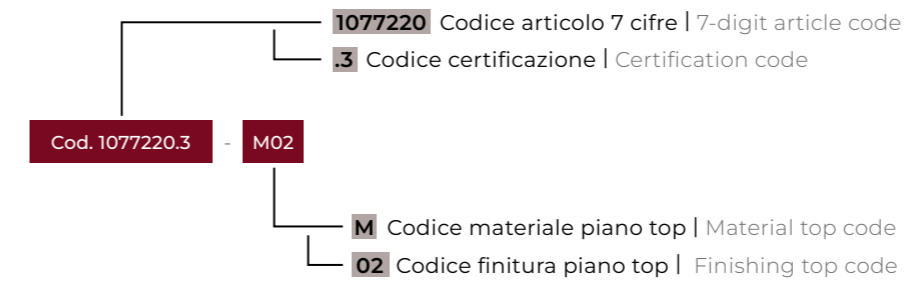 1077220 Codice articolo 7 cifre | 7-digit article code
.3 Codice certificazione | Certification code
Cod. 1077220.3 - M02
M Codice materiale piano top | Material top code
02 Codice finitura piano top | Finishing top code